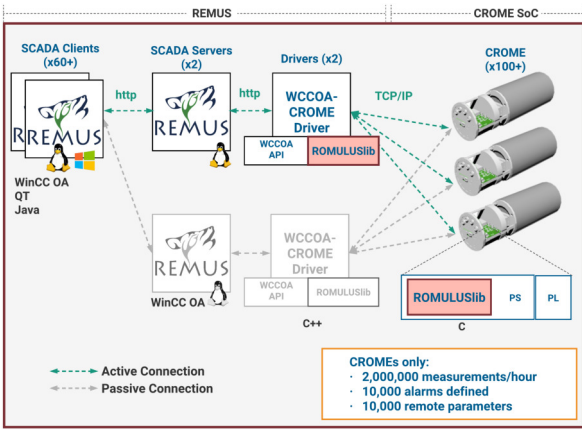 REMUS
CROME SoC
SCADA Clients
(x60+)
SCADA Servers
(x2)
Drivers (x2)
CROME
(x100+)
http
http
TCP/IP
REMUS
REMUS
REMUS
WCCOA-
CROME
Driver
WCCOA
API
ROMULUSlib
WinCC OA
QT
Java
REMUS
WinCC OA
WCCOA-
CROME
Driver
WCCOA
API
ROMULUSlib
C++
ROMULUSlib
PS
PL
C
Active Connection
Passive Connection
CROMEs only:
· 2,000,000 measurements/hour
· 10,000 alarms defined
· 10,000 remote parameters